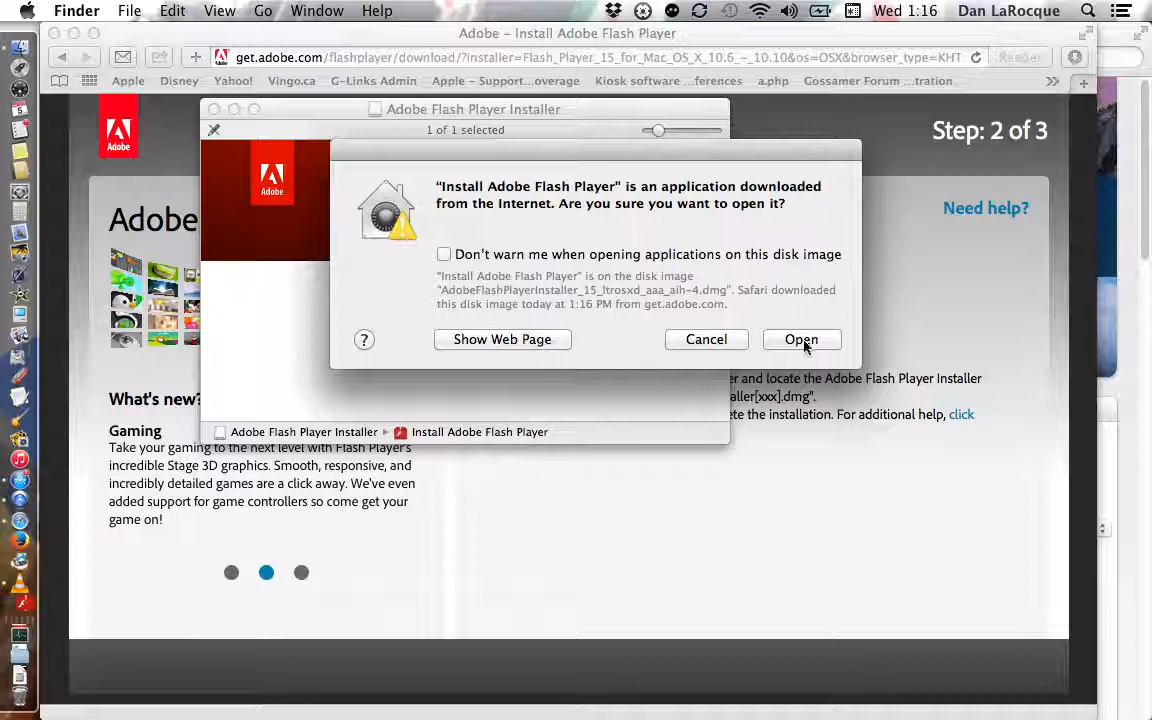 Finder File Edit View Go Window Help Wed 1:16 Dan LaRocque
Adobe – Install Adobe Flash Player
get.adobe.com/flashplayer/download/?installer=Flash_Player_15_for_Mac_OS_X_10.6_–_10.10&os=OSX&browser_type=KHT Reader
Apple Disney Yahoo! Vingo.ca G-Links Admin Apple – Support...overage Kiosk software ...ferences a.php Gossamer Forum ...tration
Adobe
Adobe Flash Player Installer
1 of 1 selected
Step: 2 of 3
Adobe
Need help?
Adobe
“Install Adobe Flash Player” is an application downloaded
from the Internet. Are you sure you want to open it?
Don't warn me when opening applications on this disk image
“Install Adobe Flash Player” is on the disk image
“AdobeFlashPlayerInstaller_15_ltrosxd_aaa_aih-4.dmg”. Safari downloaded
this disk image today at 1:16 PM from get.adobe.com.
? Show Web Page Cancel Open
er and locate the Adobe Flash Player Installer
aller[xxx].dmg".
ete the installation. For additional help, click
Adobe Flash Player Installer Install Adobe Flash Player
What's new?
Gaming
Take your gaming to the next level with Flash Player's
incredible Stage 3D graphics. Smooth, responsive, and
incredibly detailed games are a click away. We've even
added support for game controllers so come get your
game on!